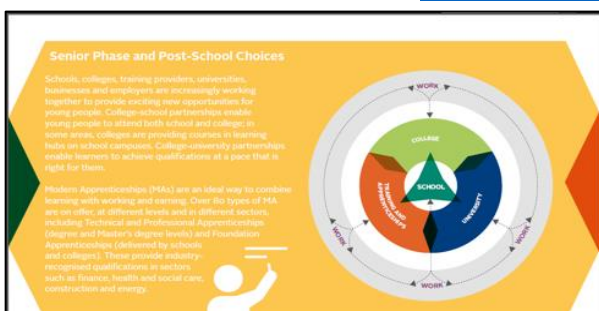 Senior Phase and Post-School Choices
Schools, colleges, training providers, universities,
businesses and employers are increasingly working
together to provide exciting new opportunities for
young people. College-school partnerships enable
young people to attend both school and college; in
some areas, colleges are providing courses in learning
hubs on school campuses. College-university partnerships
enable learners to achieve qualifications at a pace that is
right for them.
Modern Apprenticeships (MAs) are an ideal way to combine
learning with working and earning. Over 80 types of MA
are on offer, at different levels and in different sectors,
including Technical and Professional Apprenticeships
(degree and Master's degree levels) and Foundation
Apprenticeships (delivered by schools
and colleges). These provide industry-
recognised qualifications in sectors
such as finance, health and social care,
construction and energy.
WORK
COLLEGE
SCHOOL
TRAINING AND
APPRENTICESHIPS
UNIVERSITY
WORK
WORK
WORK